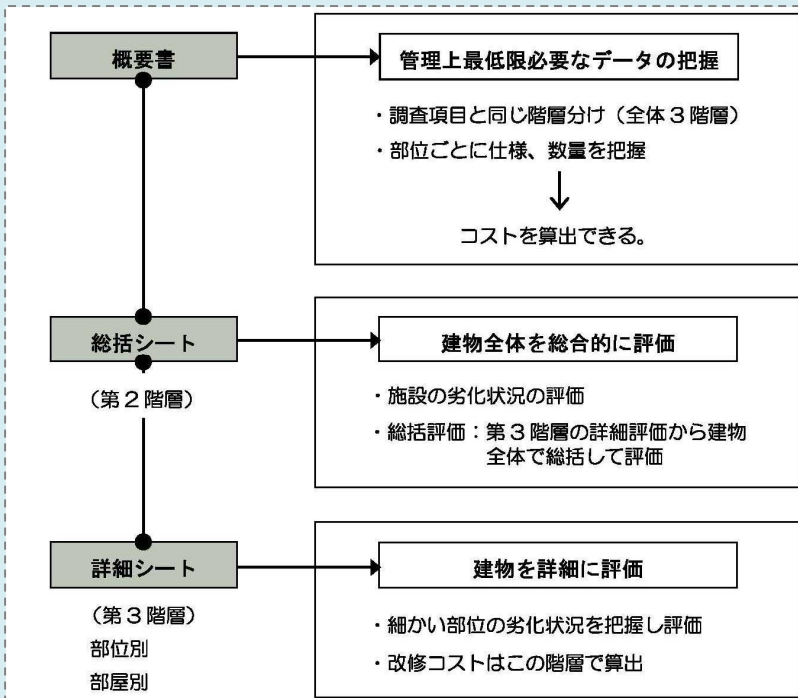 概要書
管理上最低限必要なデータの把握
・調査項目と同じ階層分け（全体3階層）
・部位ごとに仕様、数量を把握
コストを算出できる。
総括シート
（第2階層）
建物全体を総合的に評価
・施設の劣化状況の評価
・総括評価：第3階層の詳細評価から建物
全体で総括して評価
詳細シート
（第3階層）
部位別
部屋別
建物を詳細に評価
・細かい部位の劣化状況を把握し評価
・改修コストはこの階層で算出